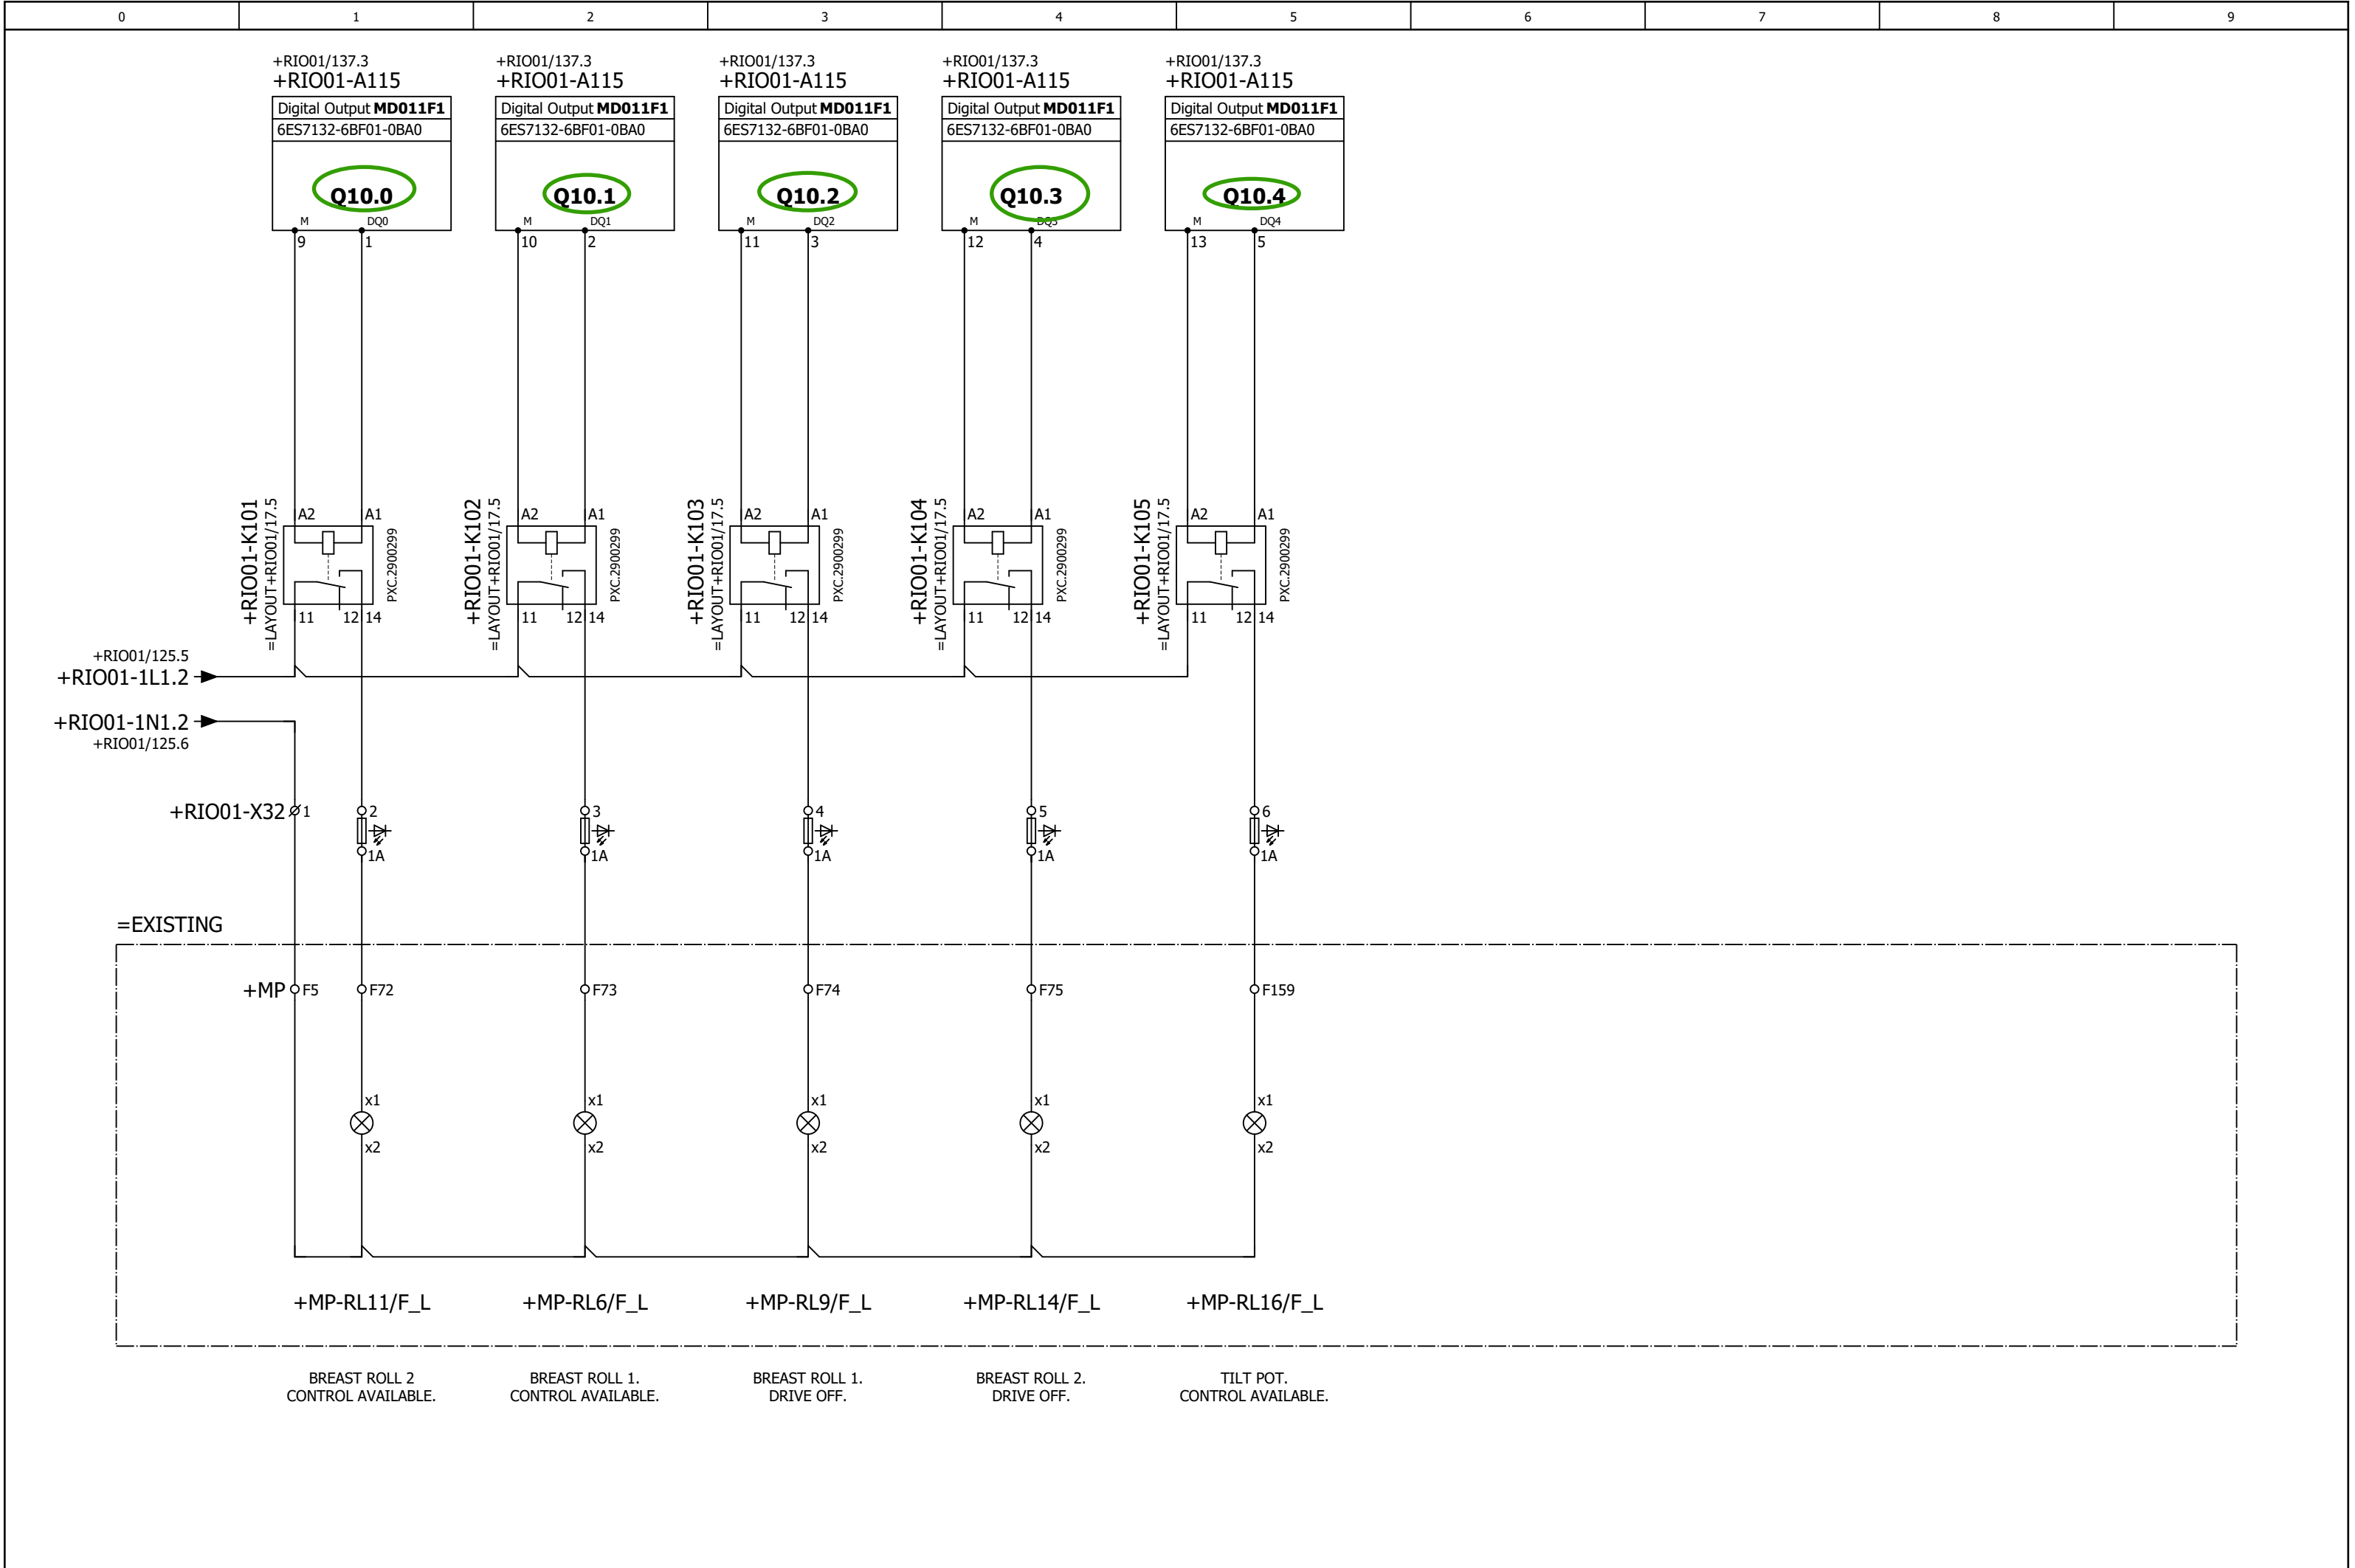 0 1 2 3 4 5 6 7 8 9
+RIO01/137.3 +RIO01/137.3 +RIO01/137.3 +RIO01/137.3 +RIO01/137.3
+RIO01-A115 +RIO01-A115 +RIO01-A115 +RIO01-A115 +RIO01-A115
Digital Output MD011F1 Digital Output MD011F1 Digital Output MD011F1 Digital Output MD011F1 Digital Output MD011F1
6ES7132-6BF01-0BA0 6ES7132-6BF01-0BA0 6ES7132-6BF01-0BA0 6ES7132-6BF01-0BA0 6ES7132-6BF01-0BA0
Q10.0 Q10.1 Q10.2 Q10.3 Q10.4
M DQ0 M DQ1 M DQ2 M DQ3 M DQ4
9 1 10 2 11 3 12 4 13 5
+RIO01-K101
=LAYOUT+RIO01/17.5
A2 A1
PXC.2900299
11 12 14
+RIO01-K102
=LAYOUT+RIO01/17.5
A2 A1
PXC.2900299
11 12 14
+RIO01-K103
=LAYOUT+RIO01/17.5
A2 A1
PXC.2900299
11 12 14
+RIO01-K104
=LAYOUT+RIO01/17.5
A2 A1
PXC.2900299
11 12 14
+RIO01-K105
=LAYOUT+RIO01/17.5
A2 A1
PXC.2900299
11 12 14
+RIO01/125.5
+RIO01-1L1.2
+RIO01-1N1.2
+RIO01/125.6
+RIO01-X32 1 2 3 4 5 6
1A 1A 1A 1A 1A
=EXISTING
+MP F5 F72 F73 F74 F75 F159
x1 x1 x1 x1 x1
x2 x2 x2 x2 x2
+MP-RL11/F_L +MP-RL6/F_L +MP-RL9/F_L +MP-RL14/F_L +MP-RL16/F_L
BREAST ROLL 2 BREAST ROLL 1. BREAST ROLL 1. BREAST ROLL 2. TILT POT.
CONTROL AVAILABLE. CONTROL AVAILABLE. DRIVE OFF. DRIVE OFF. CONTROL AVAILABLE.